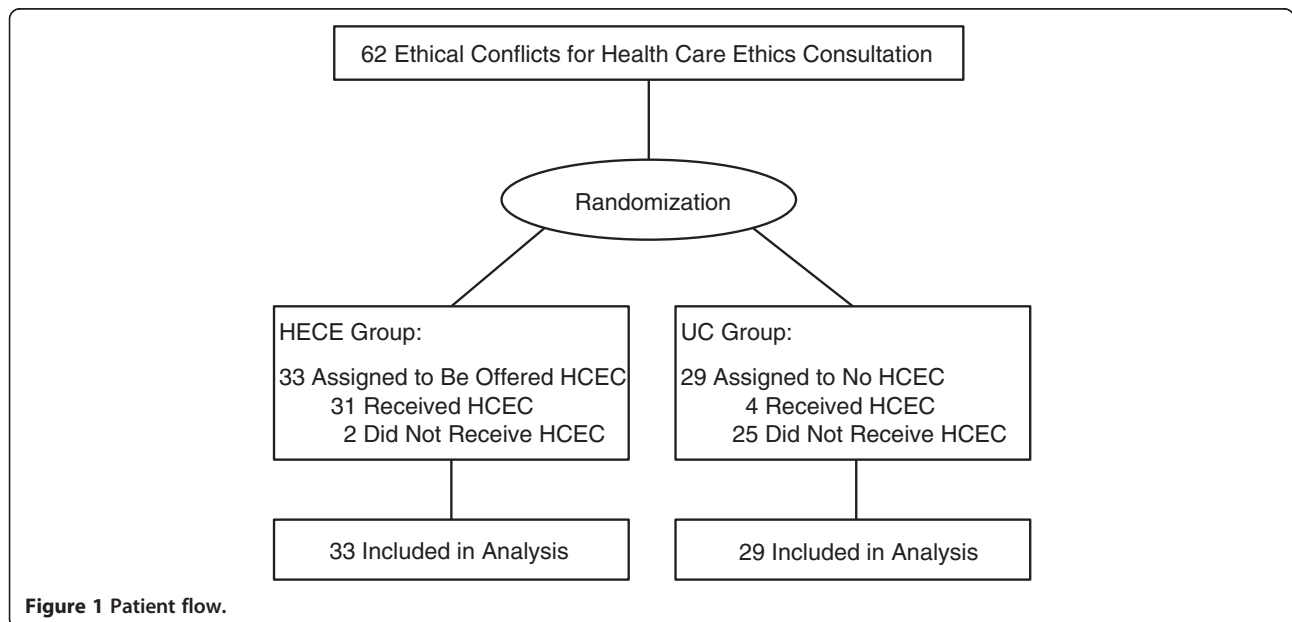 62 Ethical Conflicts for Health Care Ethics Consultation
Randomization
HECE Group:
33 Assigned to Be Offered HCEC
31 Received HCEC
2 Did Not Receive HCEC
UC Group:
29 Assigned to No HCEC
4 Received HCEC
25 Did Not Receive HCEC
33 Included in Analysis
29 Included in Analysis
Figure 1 Patient flow.